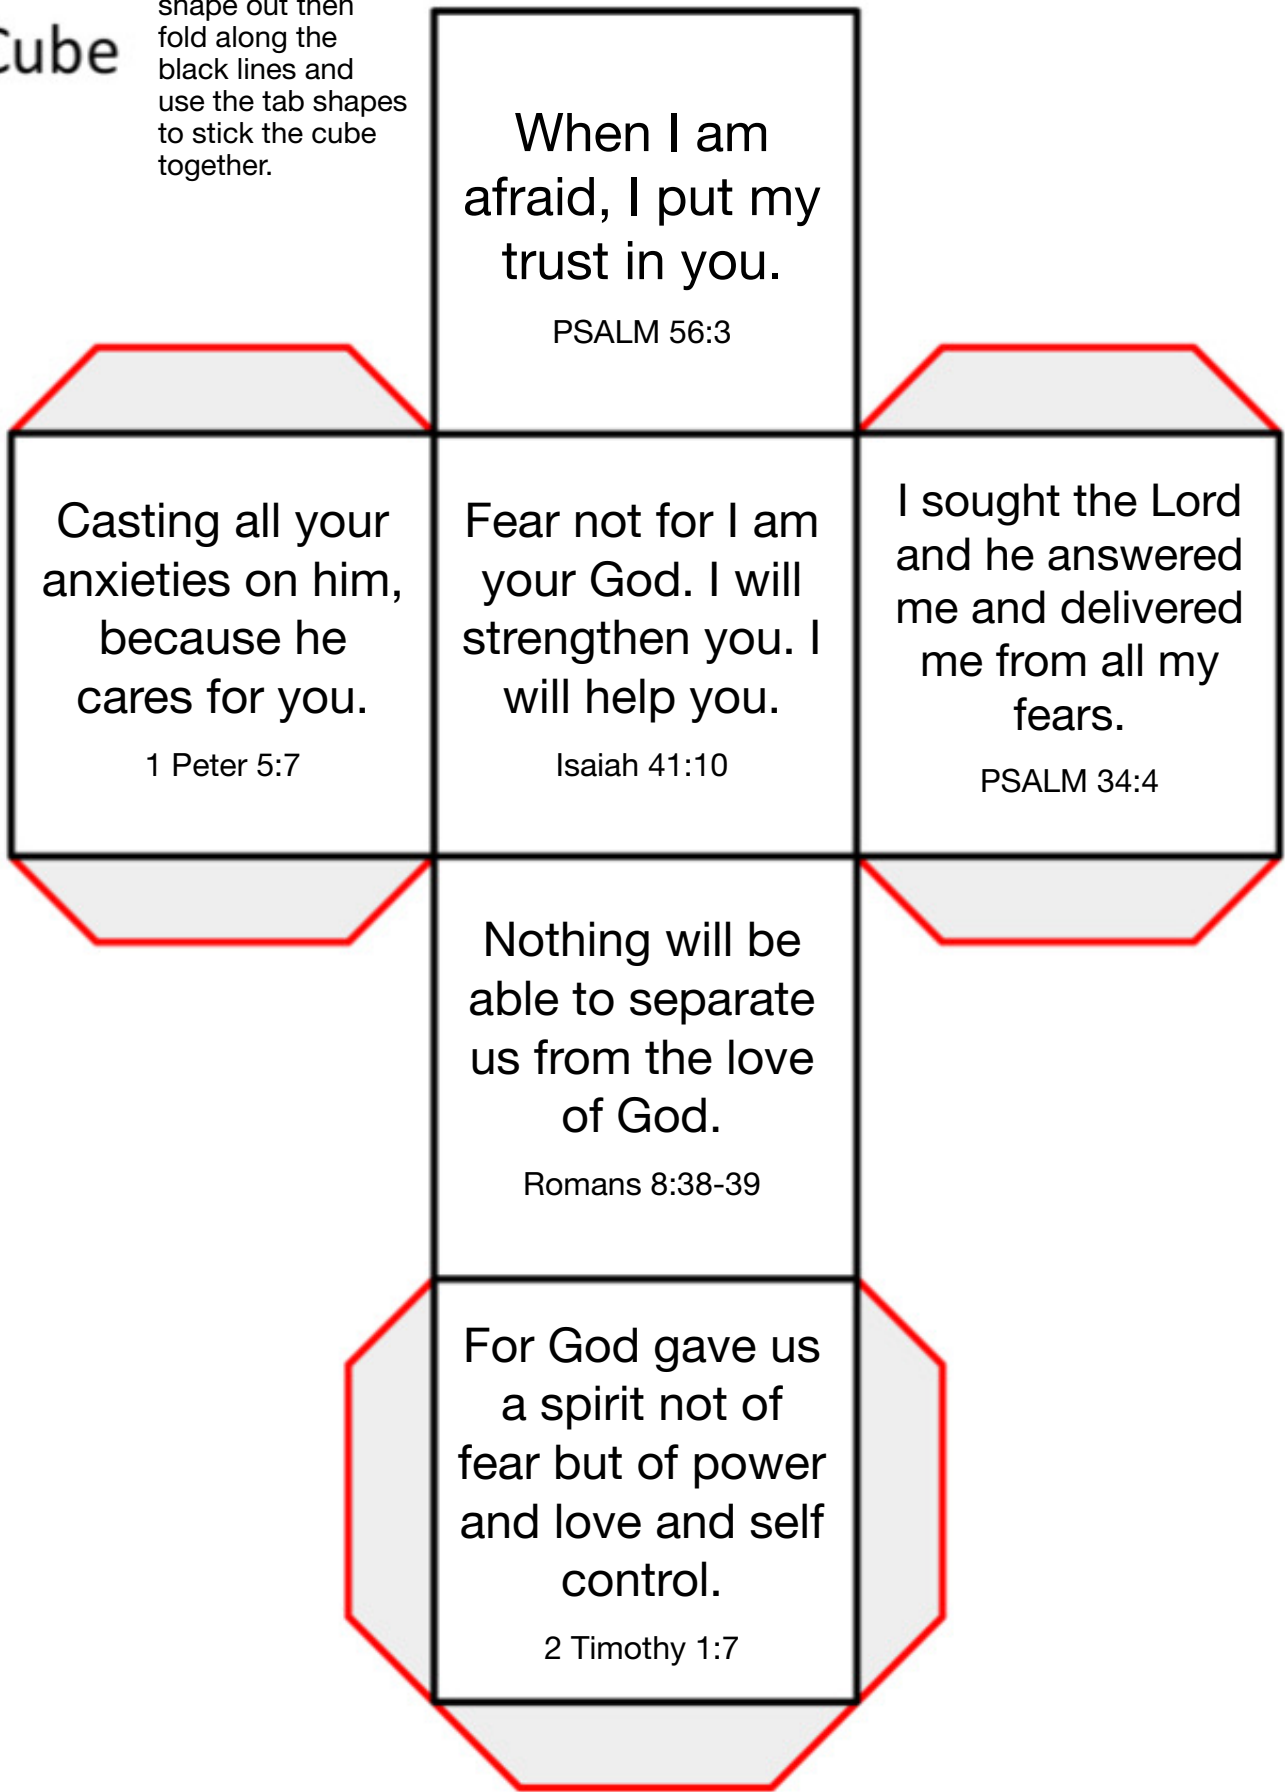 shape out then
Cube
fold along the
black lines and
use the tab shapes
to stick the cube
together.
When I am
afraid, I put my
trust in you.
PSALM 56:3
Casting all your
anxieties on him,
because he
cares for you.
1 Peter 5:7
Fear not for I am
your God. I will
strengthen you. I
will help you.
Isaiah 41:10
I sought the Lord
and he answered
me and delivered
me from all my
fears.
PSALM 34:4
Nothing will be
able to separate
us from the love
of God.
Romans 8:38-39
For God gave us
a spirit not of
fear but of power
and love and self
control.
2 Timothy 1:7